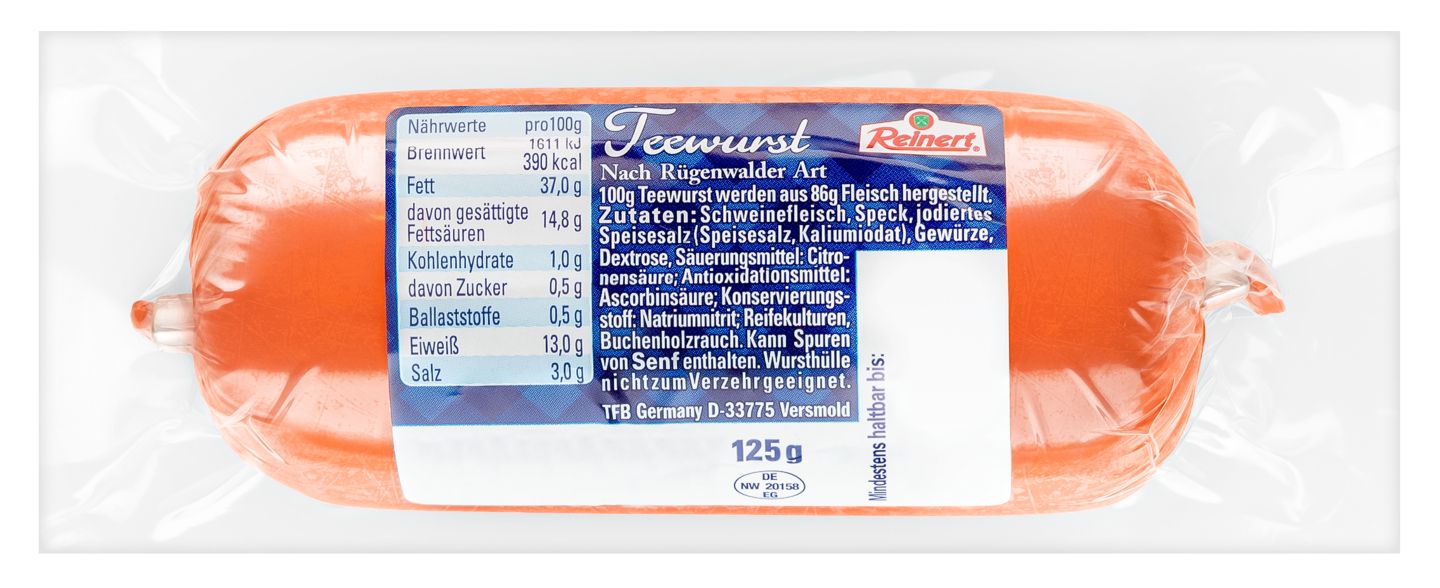 Nährwerte pro100g
Brennwert 1611 kJ
390 kcal
Fett 37,0 g
davon gesättigte
Fettsäuren 14,8 g
Kohlenhydrate 1,0 g
davon Zucker 0,5 g
Ballaststoffe 0,5 g
Eiweiß 13,0 g
Salz 3,0 g
Teewurst
Reinert®
Nach Rügenwalder Art
100g Teewurst werden aus 86g Fleisch hergestellt.
Zutaten: Schweinefleisch, Speck, jodiertes
Speisesalz (Speisesalz, Kaliumiodat), Gewürze,
Dextrose, Säuerungsmittel: Citro-
nensäure; Antioxidationsmittel:
Ascorbinsäure; Konservierungs-
stoff: Natriumnitrit; Reifekulturen,
Buchenholzrauch. Kann Spuren
von Senf enthalten. Wursthülle
nicht zum Verzehr geeignet.
TFB Germany D-33775 Versmold
125 g
DE
NW 20158
EG
Mindestens haltbar bis: